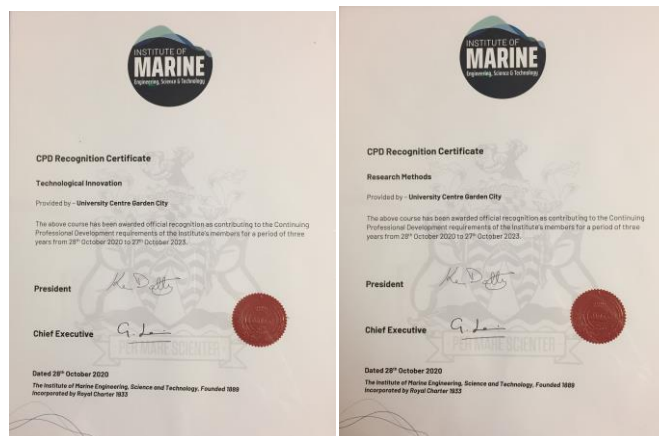 INSTITUTE OF
MARINE
Engineering, Science & Technology
CPD Recognition Certificate
Technological Innovation
Provided by - University Centre Garden City
The above course has been awarded official recognition as contributing to the Continuing
Professional Development requirements of the Institute's members for a period of three
years from 28th October 2020 to 27th October 2023.
President
Chief Executive
PER MARE SCIENTER
Dated 28th October 2020
The Institute of Marine Engineering, Science and Technology, Founded 1889
Incorporated by Royal Charter 1933
INSTITUTE OF
MARINE
Engineering, Science & Technology
CPD Recognition Certificate
Research Methods
Provided by - University Centre Garden City
The above course has been awarded official recognition as contributing to the Continuing
Professional Development requirements of the Institute's members for a period of three
years from 28th October 2020 to 27th October 2023.
President
Chief Executive
PER MARE SCIENTER
Dated 28th October 2020
The Institute of Marine Engineering, Science and Technology, Founded 1889
Incorporated by Royal Charter 1933